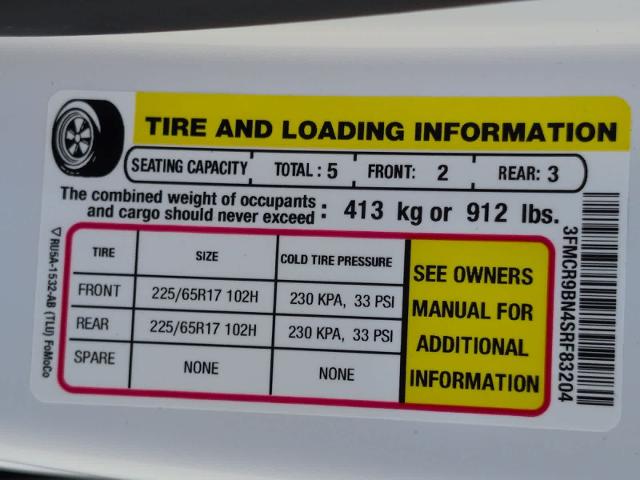 TIRE AND LOADING INFORMATION
SEATING CAPACITY TOTAL: 5 FRONT: 2 REAR: 3
The combined weight of occupants
and cargo should never exceed : 413 kg or 912 lbs.
TIRE SIZE COLD TIRE PRESSURE
FRONT 225/65R17 102H 230 KPA, 33 PSI
REAR 225/65R17 102H 230 KPA, 33 PSI
SPARE NONE NONE
SEE OWNERS
MANUAL FOR
ADDITIONAL
INFORMATION
3FMCR9BN4SRF83204
▽ RU5A-1532-AB (TLU) FoMoCo